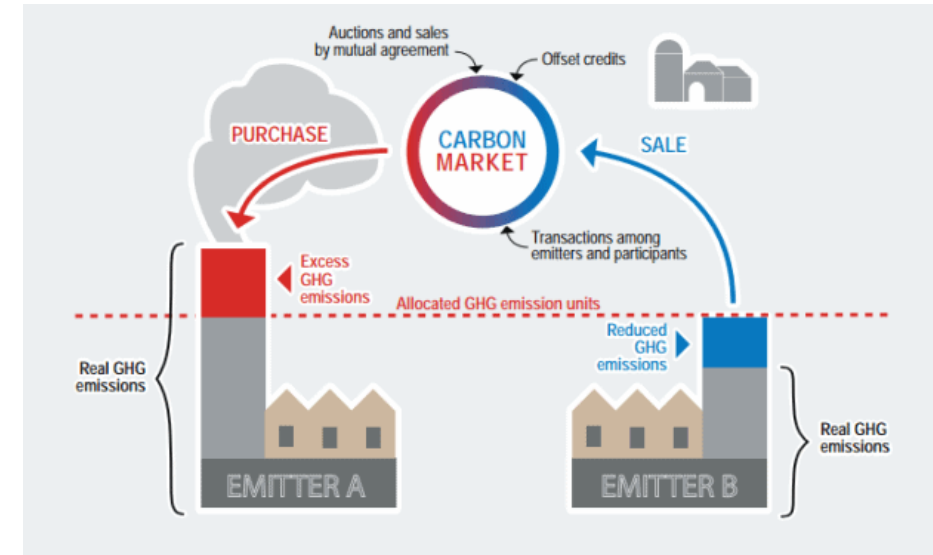 Auctions and sales
by mutual agreement
Offset credits
PURCHASE
CARBON
MARKET
SALE
Transactions among
emitters and participants
Excess
GHG
emissions
Allocated GHG emission units
Reduced
GHG
emissions
Real GHG
emissions
Real GHG
emissions
EMITTER A
EMITTER B